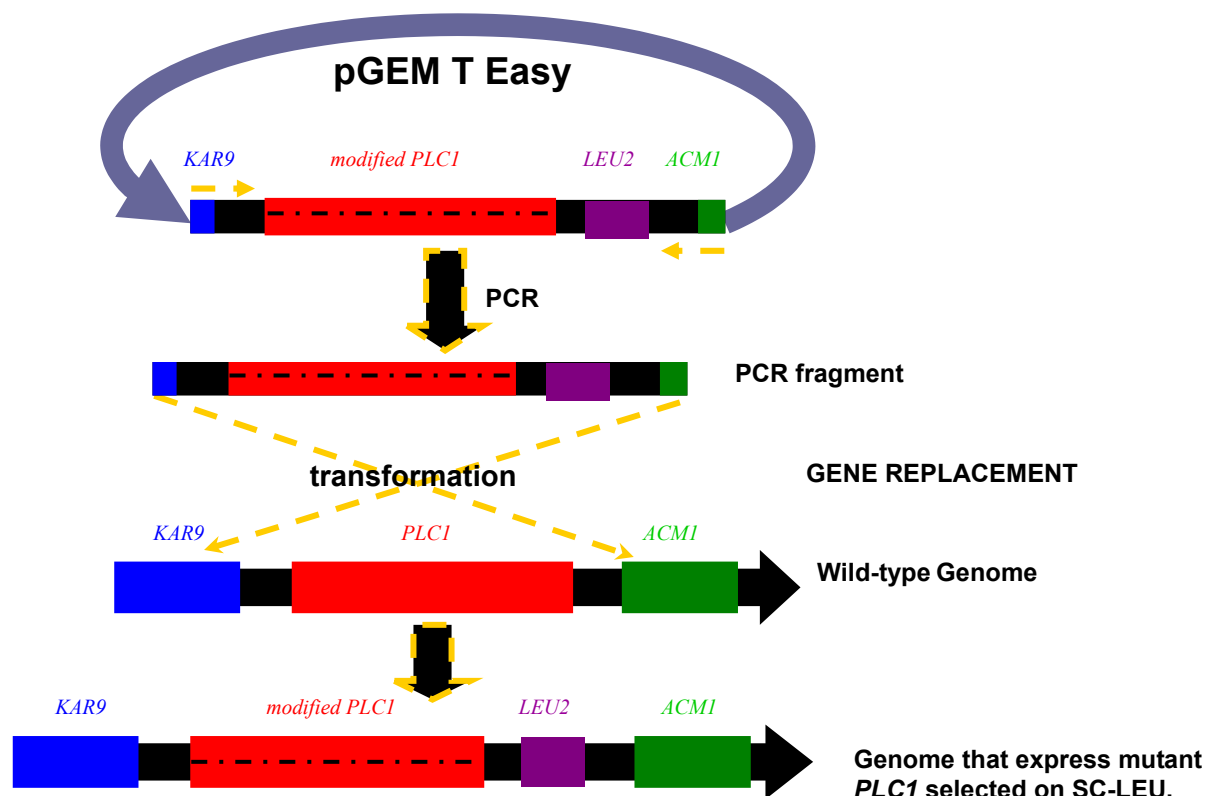 pGEM T Easy
KAR9 modified PLC1 LEU2 ACM1
PCR
PCR fragment
transformation
GENE REPLACEMENT
KAR9 PLC1 ACM1
Wild-type Genome
KAR9 modified PLC1 LEU2 ACM1
Genome that express mutant
PLC1 selected on SC-LEU.